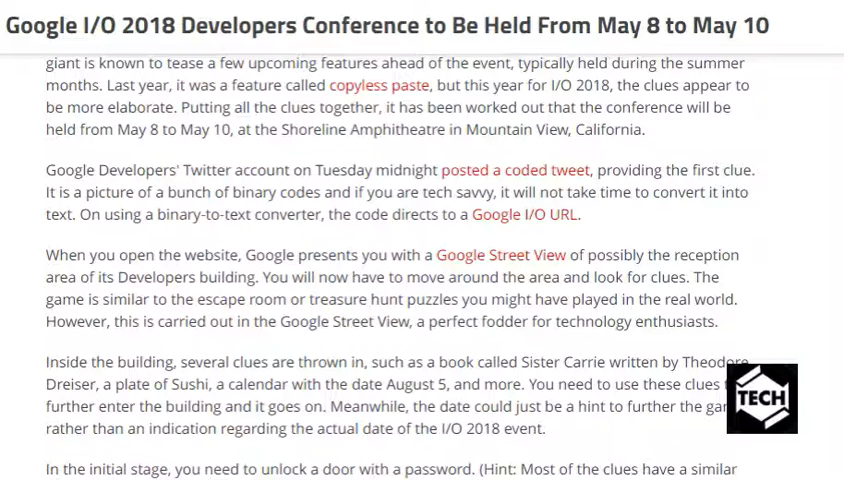 Google I/O 2018 Developers Conference to Be Held From May 8 to May 10
giant is known to tease a few upcoming features ahead of the event, typically held during the summer
months. Last year, it was a feature called copyless paste, but this year for I/O 2018, the clues appear to
be more elaborate. Putting all the clues together, it has been worked out that the conference will be
held from May 8 to May 10, at the Shoreline Amphitheatre in Mountain View, California.
Google Developers' Twitter account on Tuesday midnight posted a coded tweet, providing the first clue.
It is a picture of a bunch of binary codes and if you are tech savvy, it will not take time to convert it into
text. On using a binary-to-text converter, the code directs to a Google I/O URL.
When you open the website, Google presents you with a Google Street View of possibly the reception
area of its Developers building. You will now have to move around the area and look for clues. The
game is similar to the escape room or treasure hunt puzzles you might have played in the real world.
However, this is carried out in the Google Street View, a perfect fodder for technology enthusiasts.
Inside the building, several clues are thrown in, such as a book called Sister Carrie written by Theodore
Dreiser, a plate of Sushi, a calendar with the date August 5, and more. You need to use these clues
further enter the building and it goes on. Meanwhile, the date could just be a hint to further the
rather than an indication regarding the actual date of the I/O 2018 event.
TECH
In the initial stage, you need to unlock a door with a password. (Hint: Most of the clues have a similar